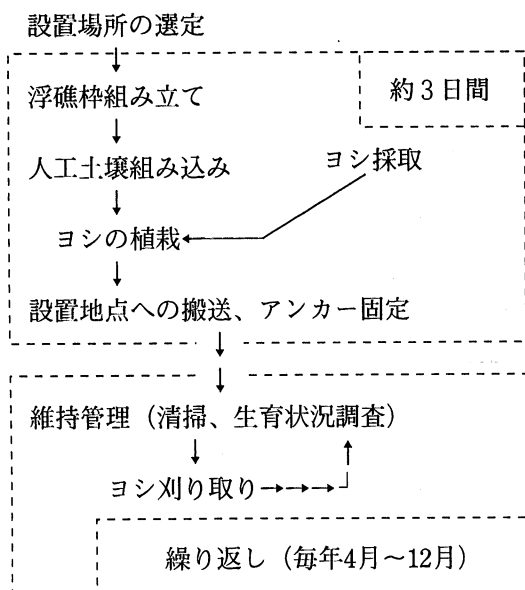 設置場所の選定
浮礁枠組み立て
約3日間
人工土壌組み込み
ヨシ採取
ヨシの植栽
設置地点への搬送、アンカー固定
維持管理（清掃、生育状況調査）
ヨシ刈り取り
繰り返し（毎年4月～12月）